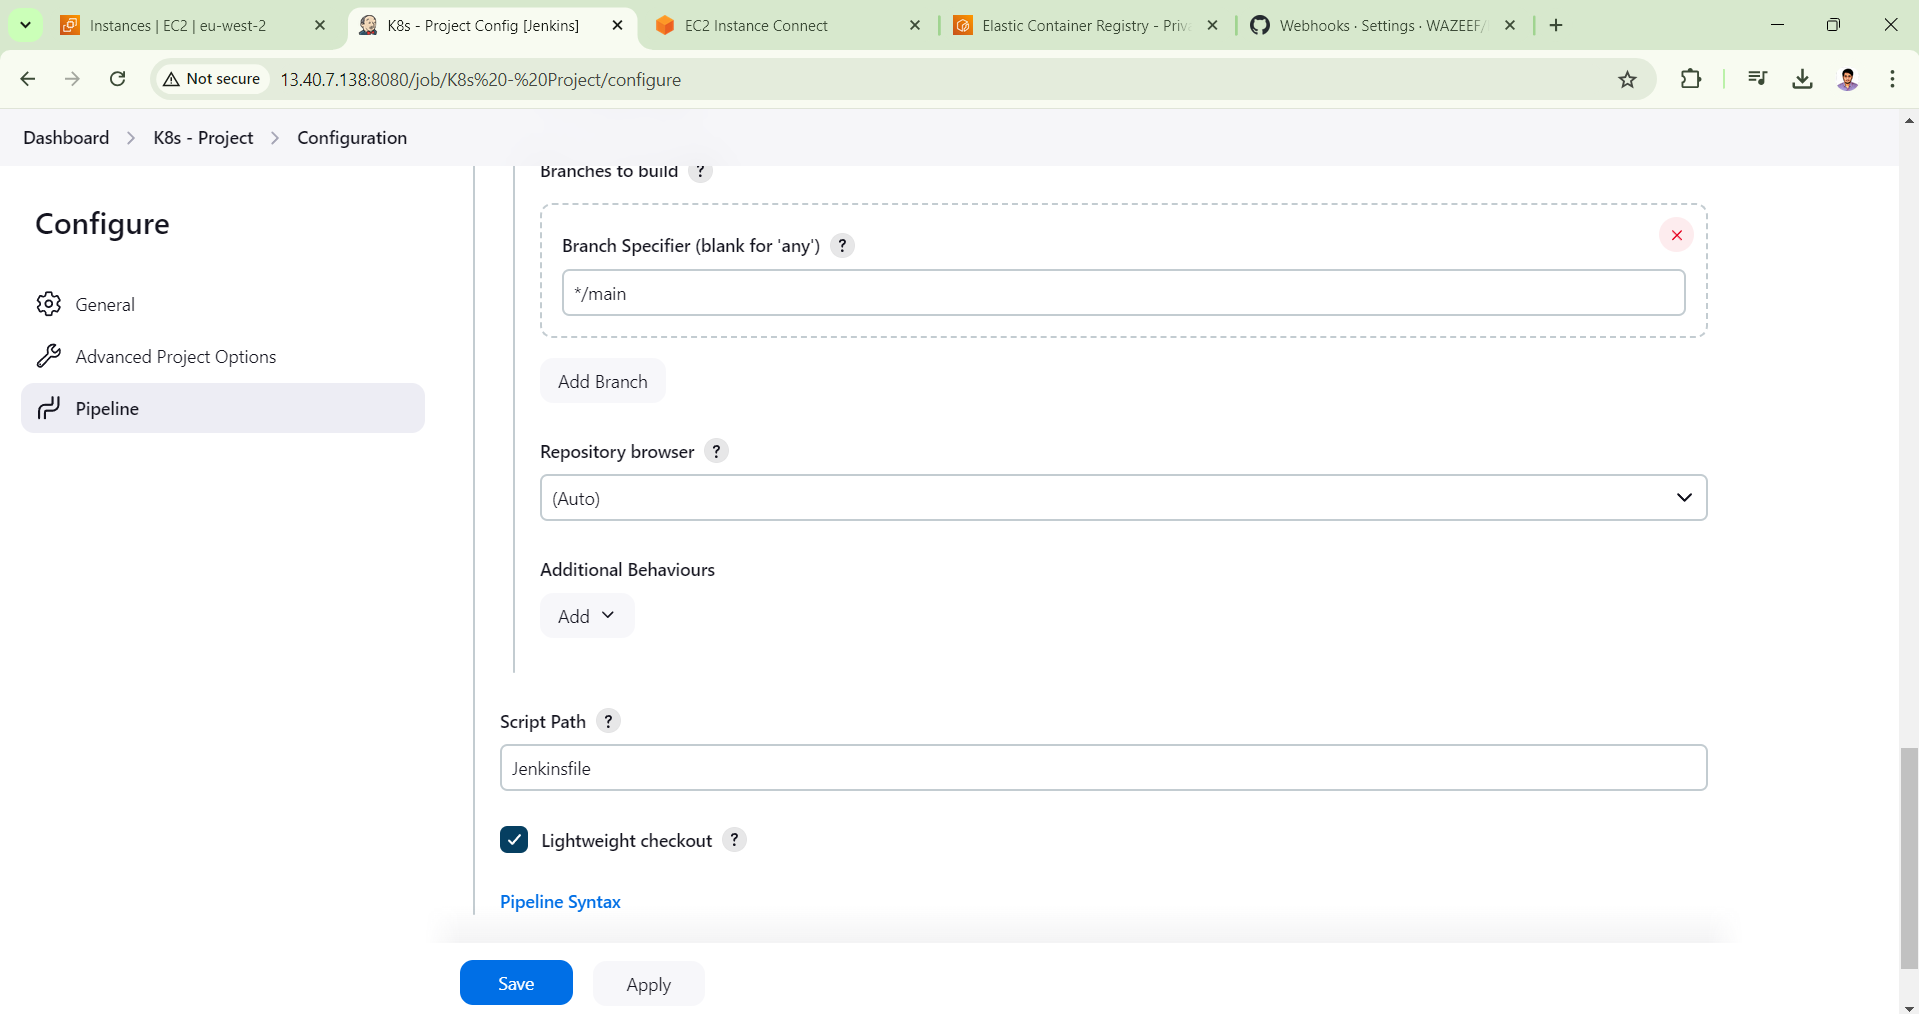 Instances | EC2 | eu-west-2
K8s - Project Config [Jenkins]
EC2 Instance Connect
Elastic Container Registry - Priva
Webhooks · Settings · WAZEEF/
Not secure
13.40.7.138:8080/job/K8s%20-%20Project/configure
Dashboard
K8s - Project
Configuration
Configure
General
Advanced Project Options
Pipeline
Branches to build ?
Branch Specifier (blank for 'any') ?
*/main
Add Branch
Repository browser ?
(Auto)
Additional Behaviours
Add
Script Path ?
Jenkinsfile
Lightweight checkout ?
Pipeline Syntax
Save
Apply